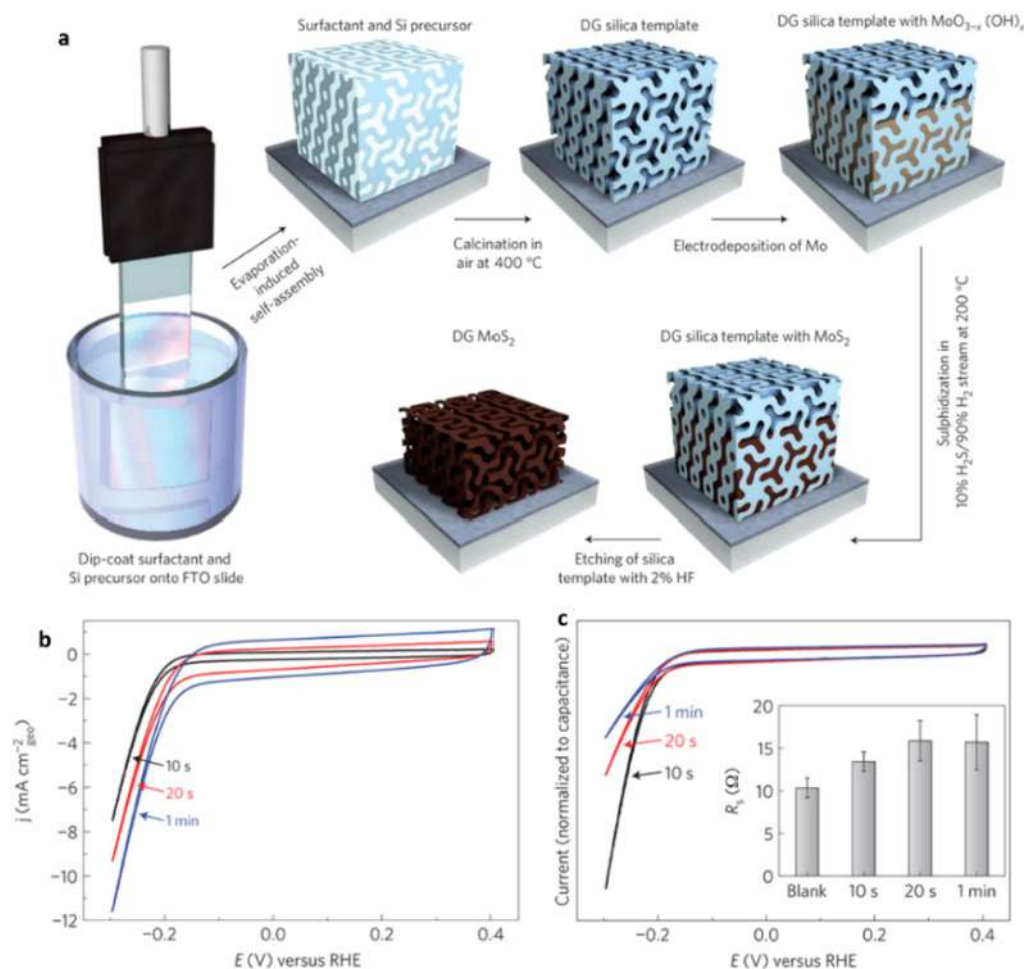 a
Surfactant and Si precursor
DG silica template
DG silica template with MoO₃₋ₓ (OH)ₓ
Evaporation-
induced
self-assembly
Calcination in
air at 400 °C
Electrodeposition of Mo
Sulphidization in
10% H₂S/90% H₂ stream at 200 °C
DG MoS₂
DG silica template with MoS₂
Etching of silica
template with 2% HF
Dip-coat surfactant and
Si precursor onto FTO slide
b
j (mA cm⁻²geo)
0
−2
−4
−6
−8
−10
−12
10 s
20 s
1 min
−0.2
0.0
0.2
0.4
E (V) versus RHE
c
Current (normalized to capacitance)
1 min
20 s
10 s
Rs (Ω)
20
15
10
5
0
Blank
10 s
20 s
1 min
−0.2
0.0
0.2
0.4
E (V) versus RHE